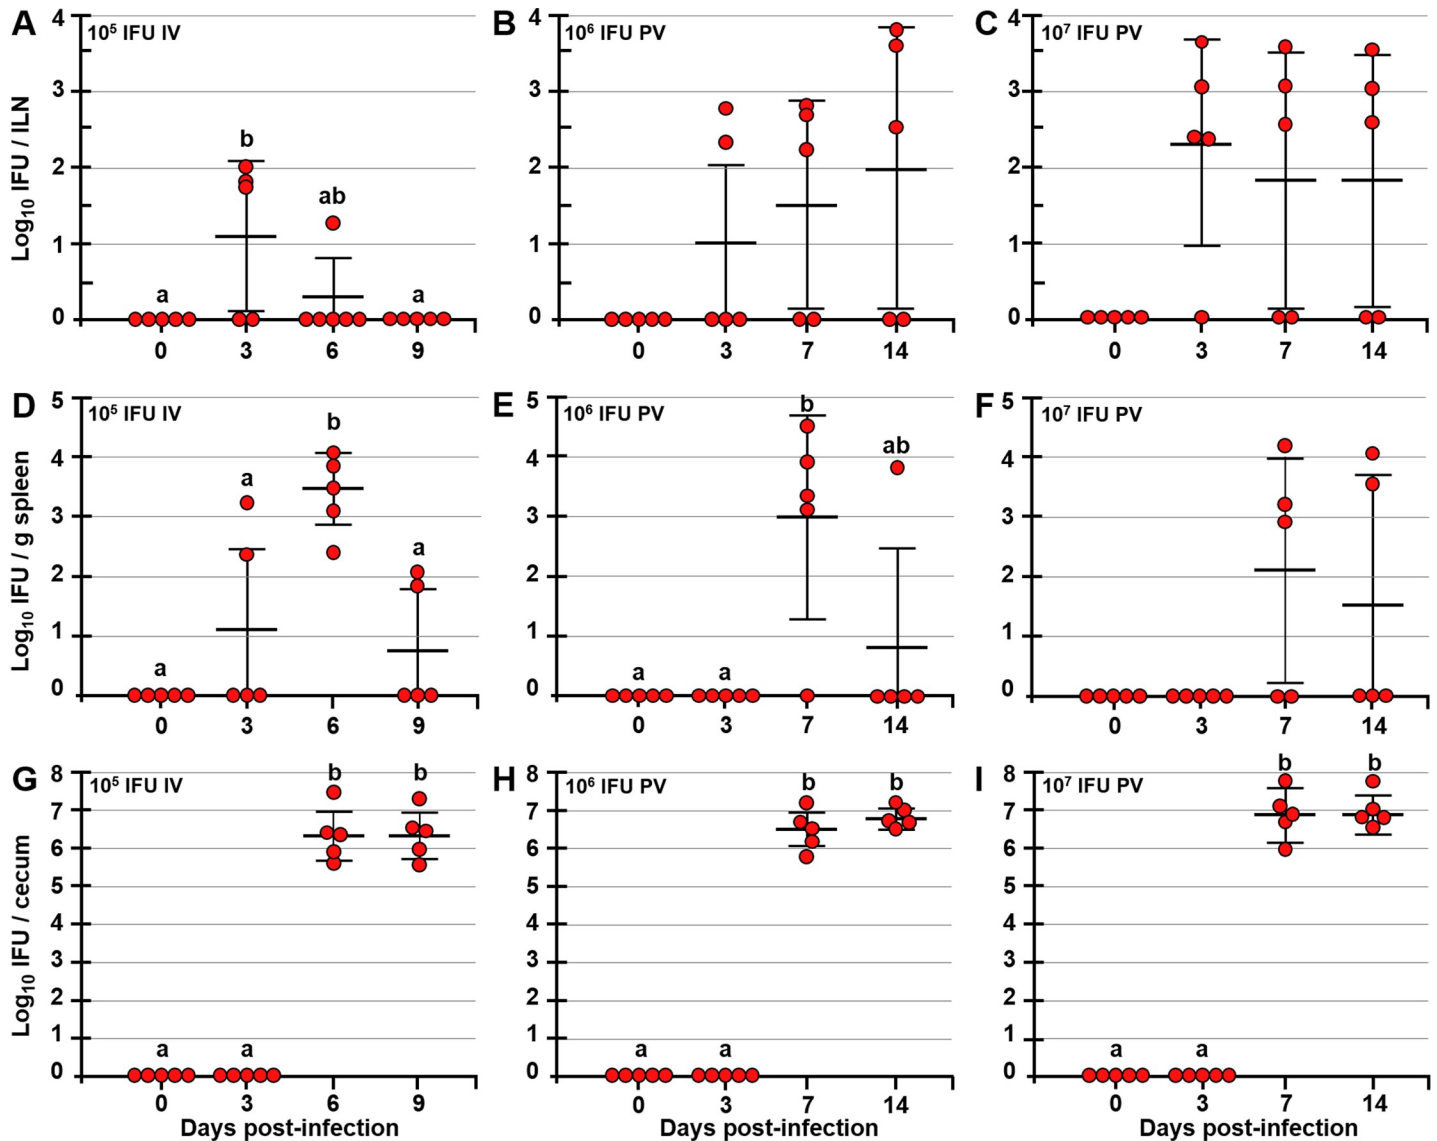 A 10⁵ IFU IV
B 10⁶ IFU PV
C 10⁷ IFU PV
Log₁₀ IFU / ILN
4
3
2
1
0
a
b
ab
a
0 3 6 9
4
3
2
1
0
0 3 7 14
4
3
2
1
0
0 3 7 14
D 10⁵ IFU IV
E 10⁶ IFU PV
F 10⁷ IFU PV
Log₁₀ IFU / g spleen
5
4
3
2
1
0
a
a
b
a
0 3 6 9
5
4
3
2
1
0
a
a
b
ab
0 3 7 14
5
4
3
2
1
0
0 3 7 14
G 10⁵ IFU IV
H 10⁶ IFU PV
I 10⁷ IFU PV
Log₁₀ IFU / cecum
8
7
6
5
4
3
2
1
0
a
a
b
b
0 3 6 9
Days post-infection
8
7
6
5
4
3
2
1
0
a
a
b
b
0 3 7 14
Days post-infection
8
7
6
5
4
3
2
1
0
a
a
b
b
0 3 7 14
Days post-infection